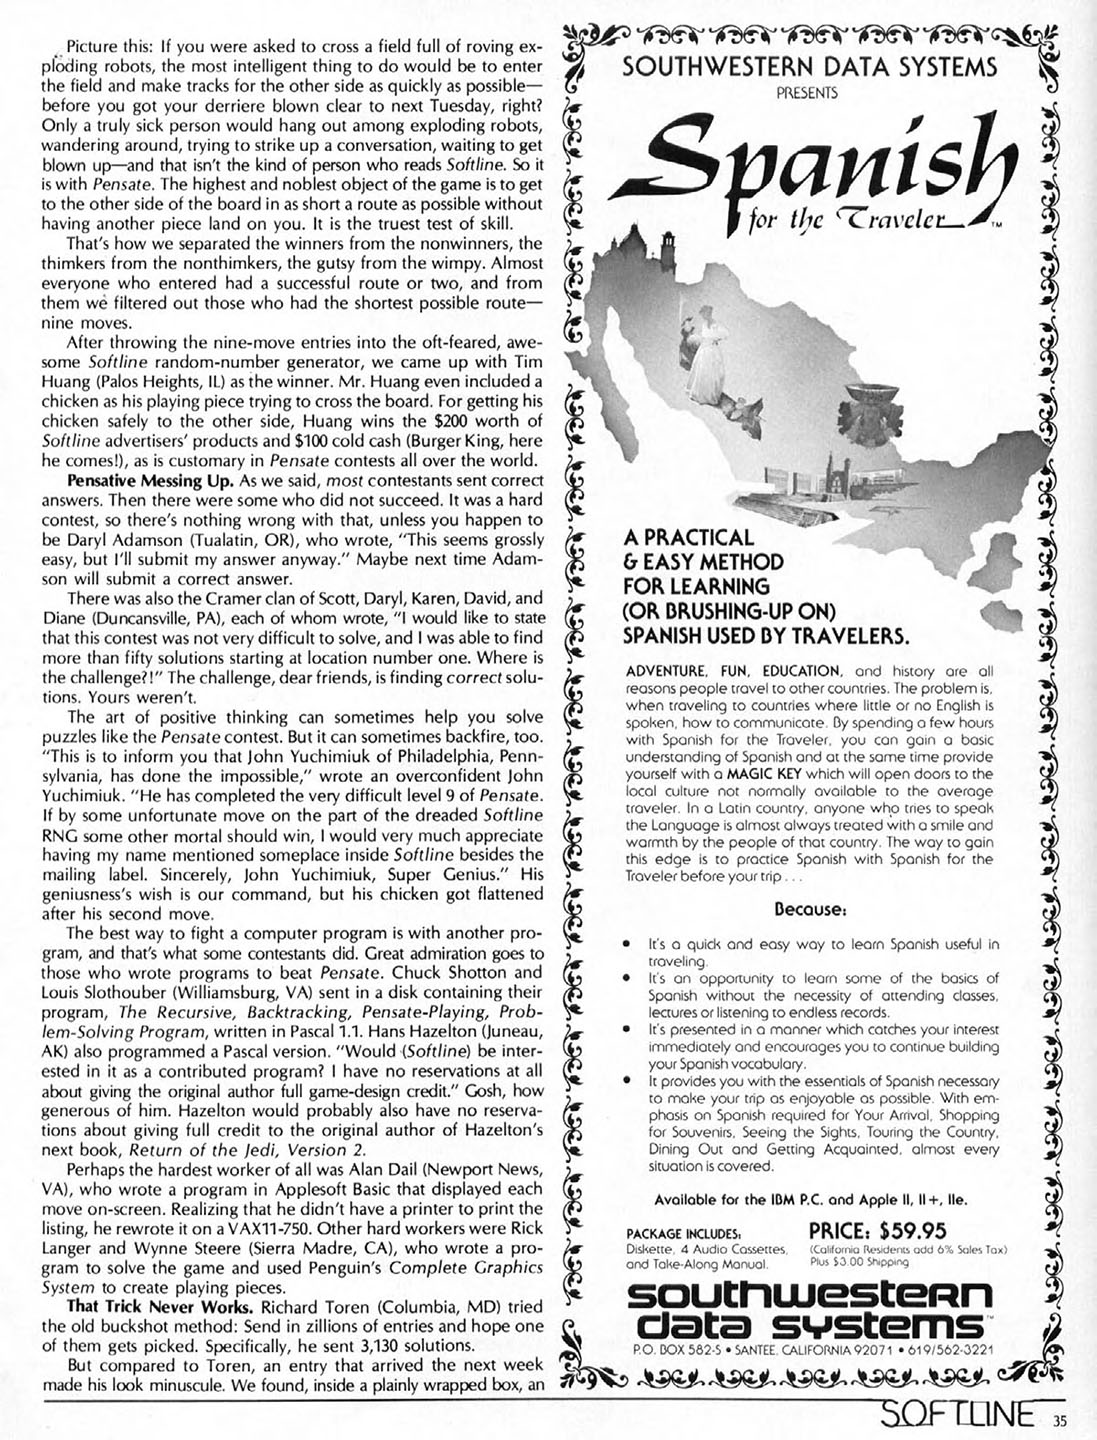 Picture this: If you were asked to cross a field full of roving ex-
ploding robots, the most intelligent thing to do would be to enter
the field and make tracks for the other side as quickly as possible—
before you got your derriere blown clear to next Tuesday, right?
Only a truly sick person would hang out among exploding robots,
wandering around, trying to strike up a conversation, waiting to get
blown up—and that isn't the kind of person who reads Softline. So it
is with Pensate. The highest and noblest object of the game is to get
to the other side of the board in as short a route as possible without
having another piece land on you. It is the truest test of skill.
That's how we separated the winners from the nonwinners, the
thimkers from the nonthimkers, the gutsy from the wimpy. Almost
everyone who entered had a successful route or two, and from
them we filtered out those who had the shortest possible route—
nine moves.
After throwing the nine-move entries into the oft-feared, awe-
some Softline random-number generator, we came up with Tim
Huang (Palos Heights, IL) as the winner. Mr. Huang even included a
chicken as his playing piece trying to cross the board. For getting his
chicken safely to the other side, Huang wins the $200 worth of
Softline advertisers' products and $100 cold cash (Burger King, here
he comes!), as is customary in Pensate contests all over the world.
Pensative Messing Up. As we said, most contestants sent correct
answers. Then there were some who did not succeed. It was a hard
contest, so there's nothing wrong with that, unless you happen to
be Daryl Adamson (Tualatin, OR), who wrote, "This seems grossly
easy, but I'll submit my answer anyway." Maybe next time Adam-
son will submit a correct answer.
There was also the Cramer clan of Scott, Daryl, Karen, David, and
Diane (Duncansville, PA), each of whom wrote, "I would like to state
that this contest was not very difficult to solve, and I was able to find
more than fifty solutions starting at location number one. Where is
the challenge?!" The challenge, dear friends, is finding correct solu-
tions. Yours weren't.
The art of positive thinking can sometimes help you solve
puzzles like the Pensate contest. But it can sometimes backfire, too.
"This is to inform you that John Yuchimiuk of Philadelphia, Penn-
sylvania, has done the impossible," wrote an overconfident John
Yuchimiuk. "He has completed the very difficult level 9 of Pensate.
If by some unfortunate move on the part of the dreaded Softline
RNG some other mortal should win, I would very much appreciate
having my name mentioned someplace inside Softline besides the
mailing label. Sincerely, John Yuchimiuk, Super Genius." His
geniusness's wish is our command, but his chicken got flattened
after his second move.
The best way to fight a computer program is with another pro-
gram, and that's what some contestants did. Great admiration goes to
those who wrote programs to beat Pensate. Chuck Shotton and
Louis Slothouber (Williamsburg, VA) sent in a disk containing their
program, The Recursive, Backtracking, Pensate-Playing, Prob-
lem-Solving Program, written in Pascal 1.1. Hans Hazelton (Juneau,
AK) also programmed a Pascal version. "Would (Softline) be inter-
ested in it as a contributed program? I have no reservations at all
about giving the original author full game-design credit." Gosh, how
generous of him. Hazelton would probably also have no reserva-
tions about giving full credit to the original author of Hazelton's
next book, Return of the Jedi, Version 2.
Perhaps the hardest worker of all was Alan Dail (Newport News,
VA), who wrote a program in Applesoft Basic that displayed each
move on-screen. Realizing that he didn't have a printer to print the
listing, he rewrote it on a VAX11-750. Other hard workers were Rick
Langer and Wynne Steere (Sierra Madre, CA), who wrote a pro-
gram to solve the game and used Penguin's Complete Graphics
System to create playing pieces.
That Trick Never Works. Richard Toren (Columbia, MD) tried
the old buckshot method: Send in zillions of entries and hope one
of them gets picked. Specifically, he sent 3,130 solutions.
But compared to Toren, an entry that arrived the next week
made his look minuscule. We found, inside a plainly wrapped box, an
SOUTHWESTERN DATA SYSTEMS
PRESENTS
Spanish
for the Traveler™
A PRACTICAL
& EASY METHOD
FOR LEARNING
(OR BRUSHING-UP ON)
SPANISH USED BY TRAVELERS.
ADVENTURE, FUN, EDUCATION, and history are all
reasons people travel to other countries. The problem is,
when traveling to countries where little or no English is
spoken, how to communicate. By spending a few hours
with Spanish for the Traveler, you can gain a basic
understanding of Spanish and at the same time provide
yourself with a MAGIC KEY which will open doors to the
local culture not normally available to the average
traveler. In a Latin country, anyone who tries to speak
the Language is almost always treated with a smile and
warmth by the people of that country. The way to gain
this edge is to practice Spanish with Spanish for the
Traveler before your trip . . .
Because:
• It's a quick and easy way to learn Spanish useful in
traveling.
• It's an opportunity to learn some of the basics of
Spanish without the necessity of attending classes,
lectures or listening to endless records.
• It's presented in a manner which catches your interest
immediately and encourages you to continue building
your Spanish vocabulary.
• It provides you with the essentials of Spanish necessary
to make your trip as enjoyable as possible. With em-
phasis on Spanish required for Your Arrival, Shopping
for Souvenirs, Seeing the Sights, Touring the Country,
Dining Out and Getting Acquainted, almost every
situation is covered.
Available for the IBM P.C. and Apple II, II+, IIe.
PACKAGE INCLUDES:
Diskette, 4 Audio Cassettes,
and Take-Along Manual.
PRICE: $59.95
(California Residents add 6% Sales Tax)
Plus $3.00 Shipping
southwestern
data systems™
P.O. BOX 582-S • SANTEE, CALIFORNIA 92071 • 619/562-3221
SOFTLINE 35